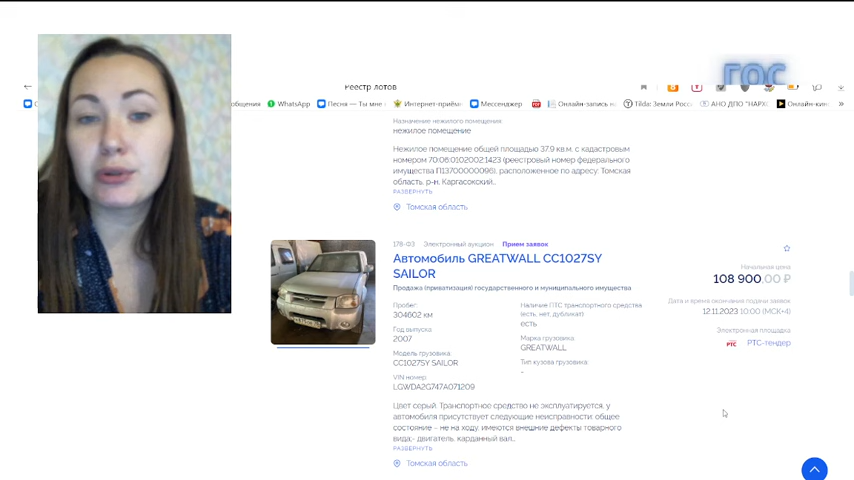 ГОС
Реестр лотов
общения
WhatsApp
Песня — Ты мне
Интернет-приём
Мессенджер
Онлайн-запись н
Tilda: Земли Росс
АНО ДПО "НАРХ
Онлайн-кин
Назначение нежилого помещения
нежилое помещение
Нежилое помещение общей площадью 37,9 кв.м. с кадастровым
номером 70:06:0102002:1423 (реестровый номер федерального
имущества П13700000096), расположенное по адресу: Томская
область, р-н. Каргасокский...
РАЗВЕРНУТЬ
Томская область
178-ФЗ Электронный аукцион Прием заявок
Автомобиль GREATWALL CC1027SY
SAILOR
Продажа (приватизация) государственного и муниципального имущества
Пробег:
304602 км
Год выпуска
2007
Модель грузовика:
CC1027SY SAILOR
VIN номер:
LGWDA2G747A071209
Наличие ПТС транспортного средства
(есть, нет, дубликат)
есть
Марка грузовика:
GREATWALL
Тип кузова грузовика:
-
Цвет серый. Транспортное средство не эксплуатируется, у
автомобиля присутствует следующие неисправности: общее
состояние – не на ходу, имеются внешние дефекты товарного
вида;- двигатель, карданный вал...
РАЗВЕРНУТЬ
Томская область
Начальная цена
108 900,00 ₽
Дата и время окончания подачи заявок
12.11.2023 10:00 (МСК+4)
Электронная площадка
РТС РТС-тендер